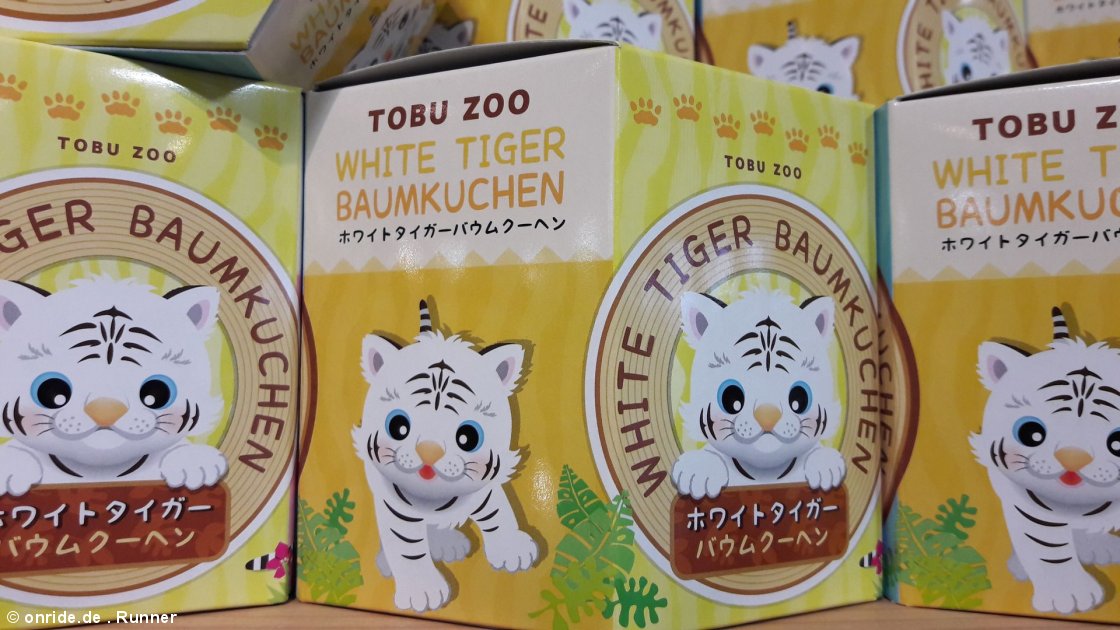 TOBU ZOO
TIGER BAUMKUCHEN
ホワイトタイガー
バウムクーヘン
TOBU ZOO
WHITE TIGER
BAUMKUCHEN
ホワイトタイガーバウムクーヘン
TOBU ZOO
WHITE TIGER BAUMKUCHEN
ホワイトタイガー
バウムクーヘン
TOBU
WHITE
ホワイトタイガーバウ
© onride.de . Runner